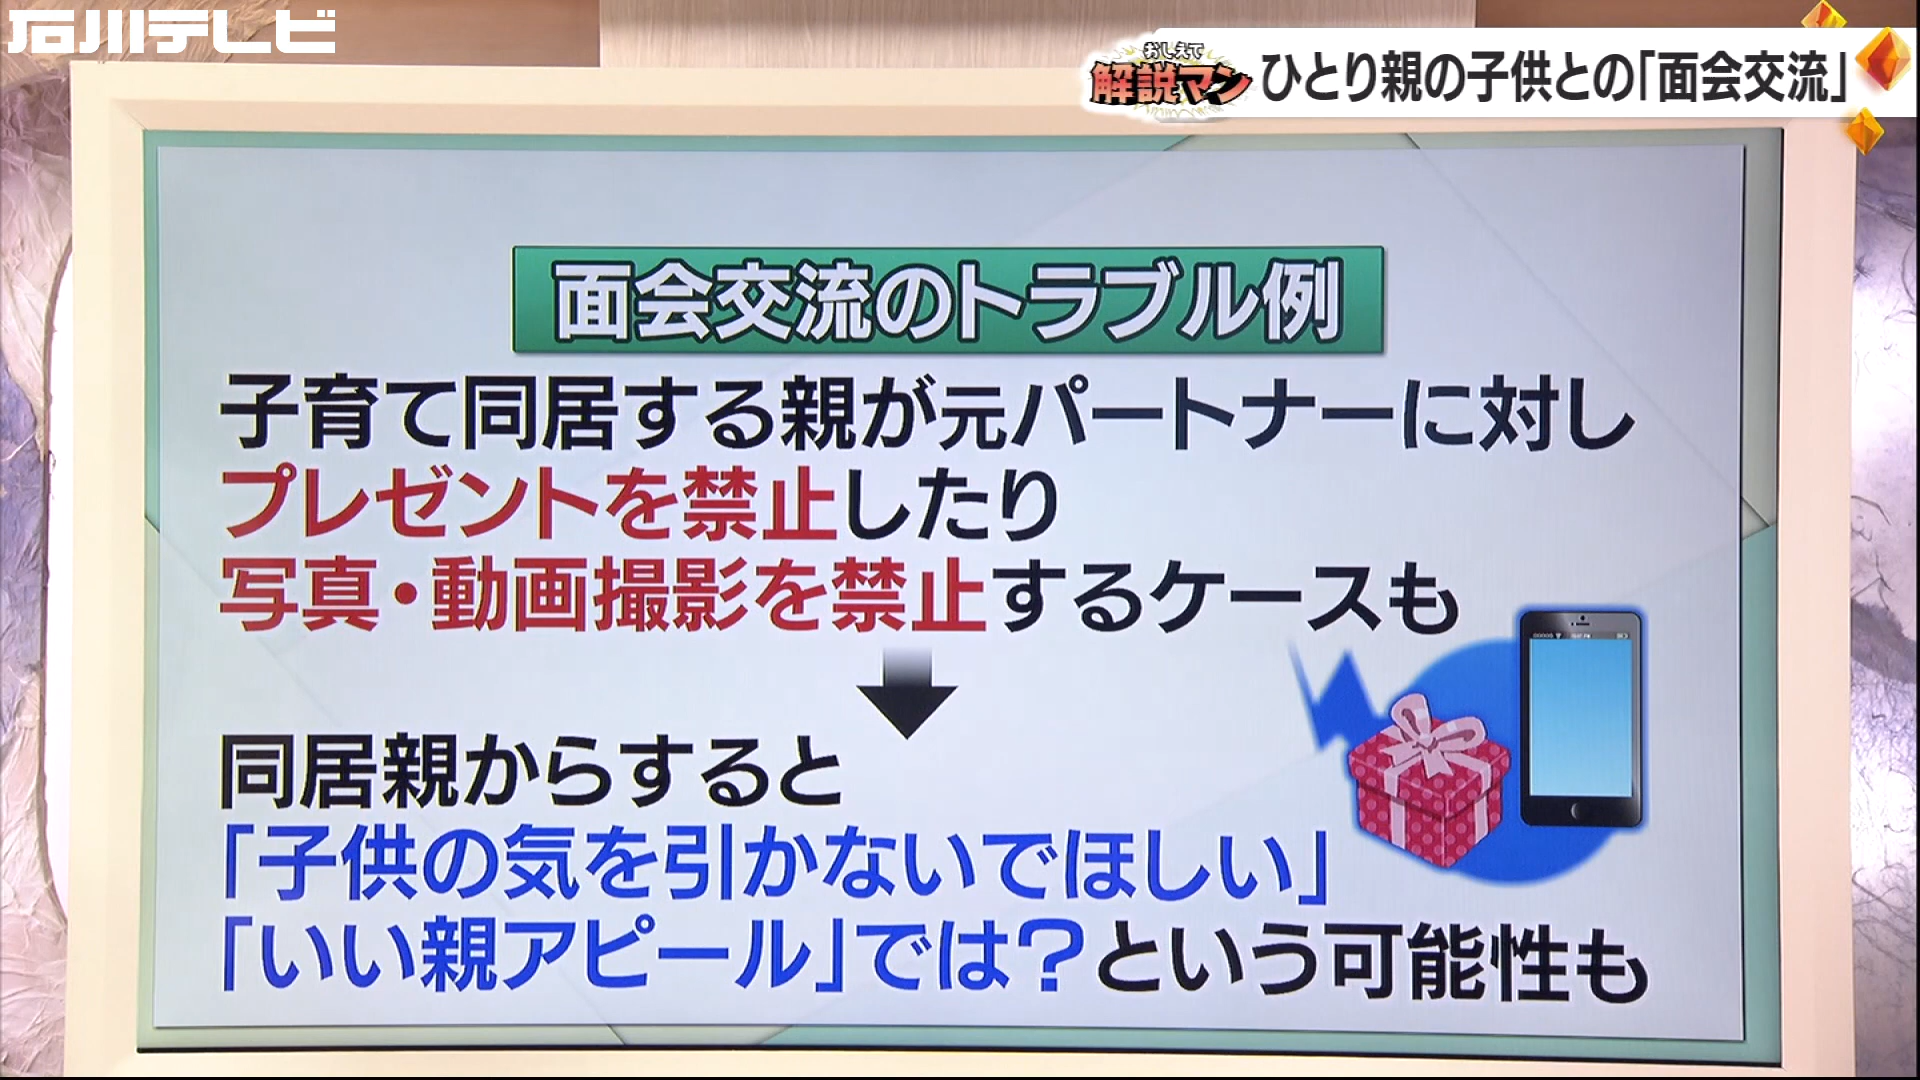 石川テレビ
おしえて
解説マン
ひとり親の子供との「面会交流」
面会交流のトラブル例
子育て同居する親が元パートナーに対し
プレゼントを禁止したり
写真・動画撮影を禁止するケースも
同居親からすると
「子供の気を引かないでほしい」
「いい親アピール」では？という可能性も